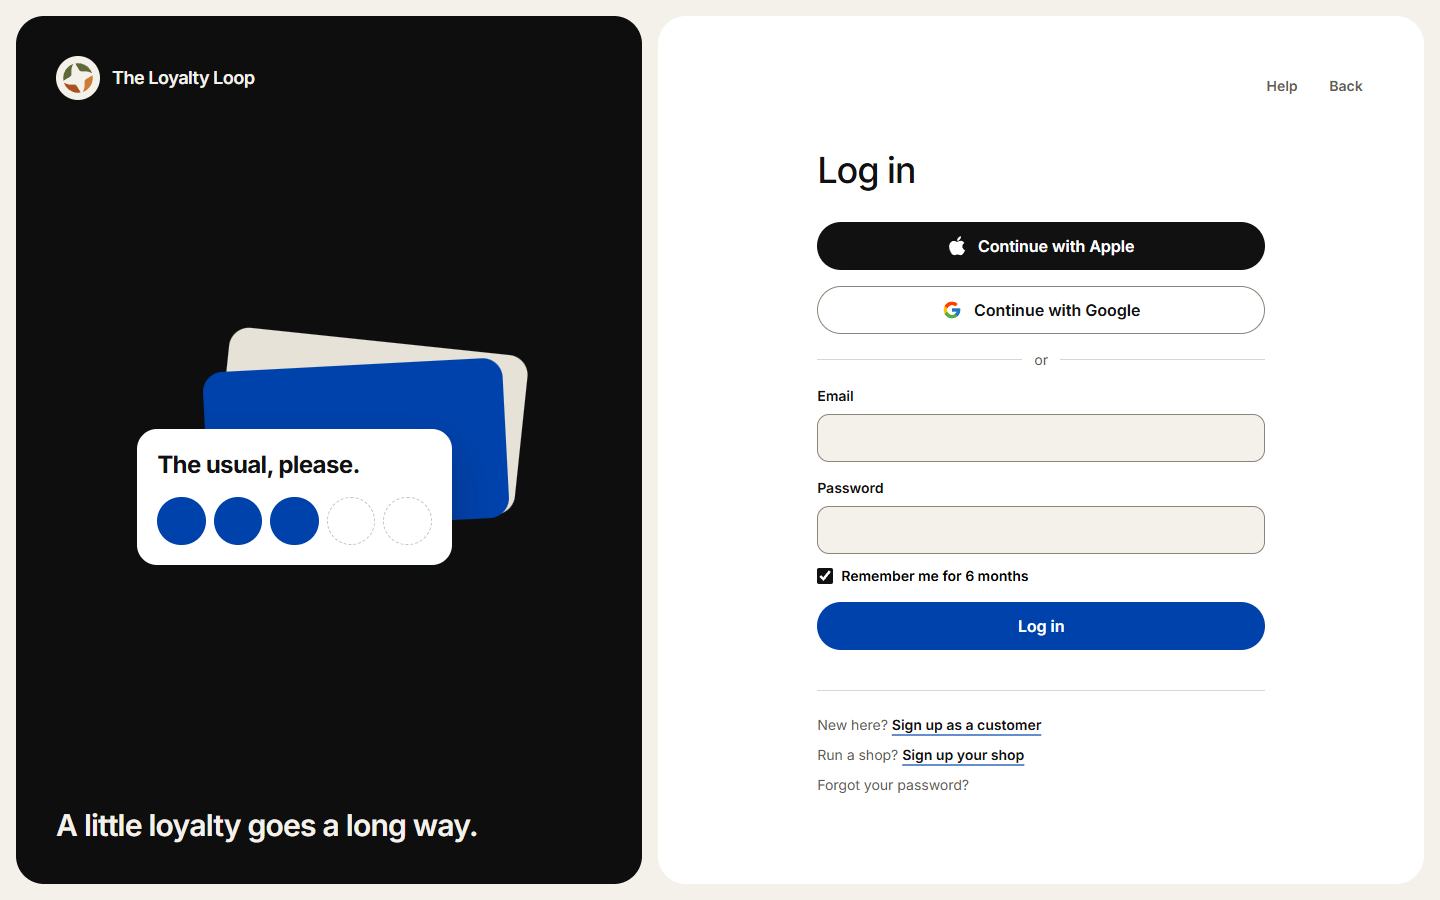 The Loyalty Loop
The usual, please.
A little loyalty goes a long way.
Help
Back
Log in
Continue with Apple
Continue with Google
or
Email
Password
Remember me for 6 months
Log in
New here? Sign up as a customer
Run a shop? Sign up your shop
Forgot your password?